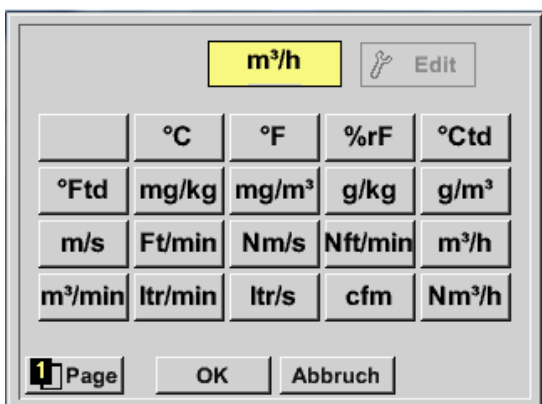 m³/h Edit
°C °F %rF °Ctd
°Ftd mg/kg mg/m³ g/kg g/m³
m/s Ft/min Nm/s Nft/min m³/h
m³/min ltr/min ltr/s cfm Nm³/h
1 Page OK Abbruch